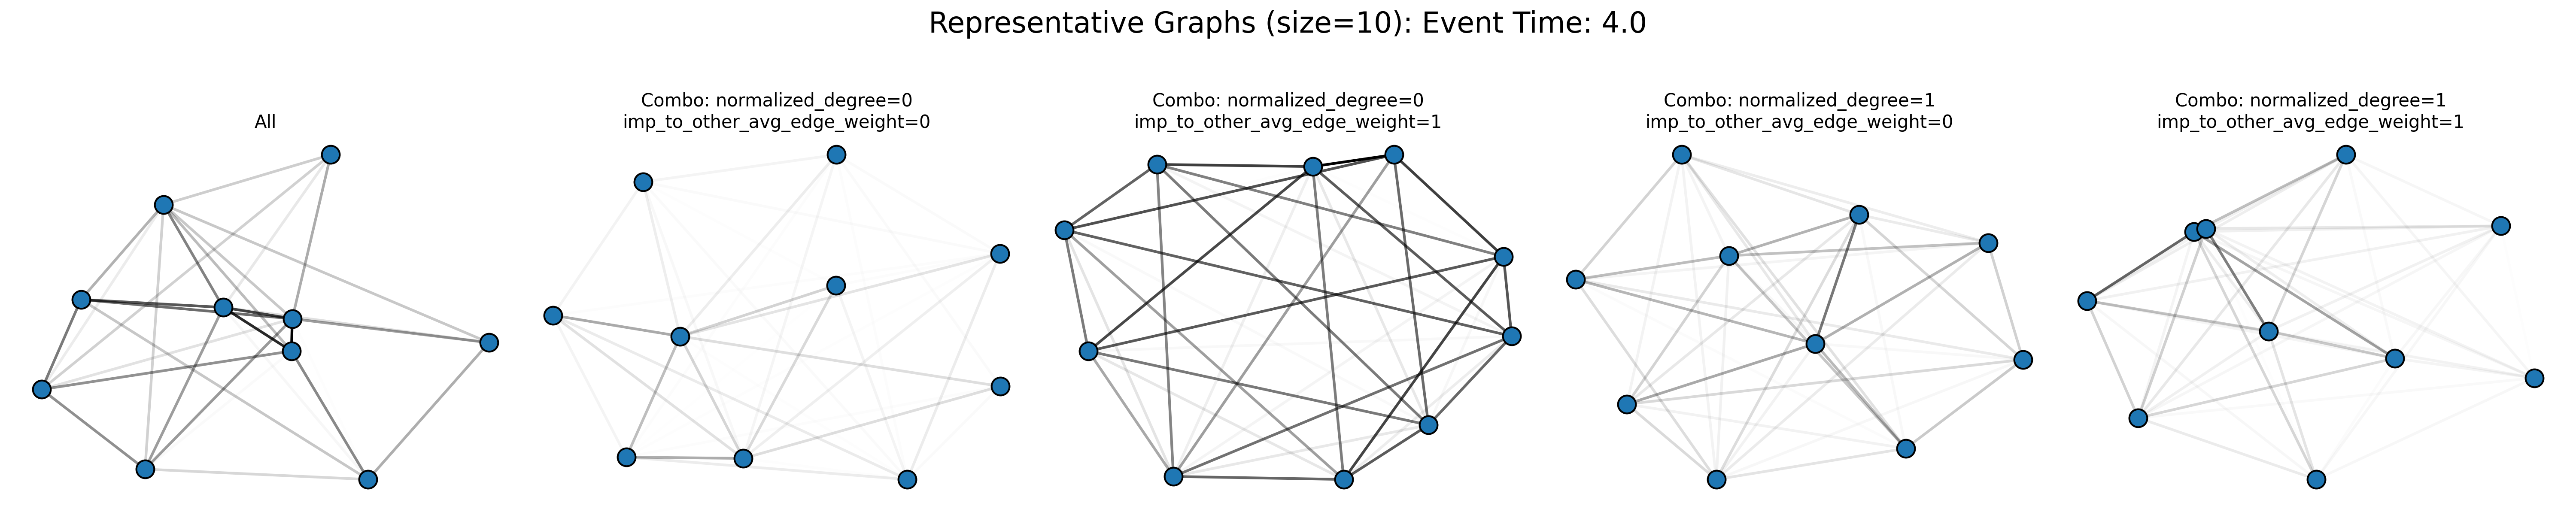 Representative Graphs (size=10): Event Time: 4.0
All
Combo: normalized_degree=0
imp_to_other_avg_edge_weight=0
Combo: normalized_degree=0
imp_to_other_avg_edge_weight=1
Combo: normalized_degree=1
imp_to_other_avg_edge_weight=0
Combo: normalized_degree=1
imp_to_other_avg_edge_weight=1